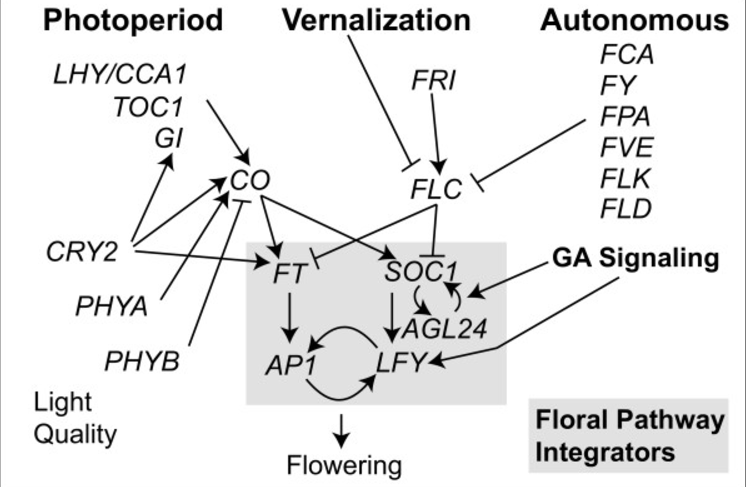 Photoperiod
Vernalization
Autonomous
LHY/CCA1
TOC1
GI
FRI
FCA
FY
FPA
FVE
FLK
FLD
CO
FLC
CRY2
FT
SOC1
GA Signaling
PHYA
AGL24
PHYB
AP1
LFY
Light
Quality
Flowering
Floral Pathway
Integrators